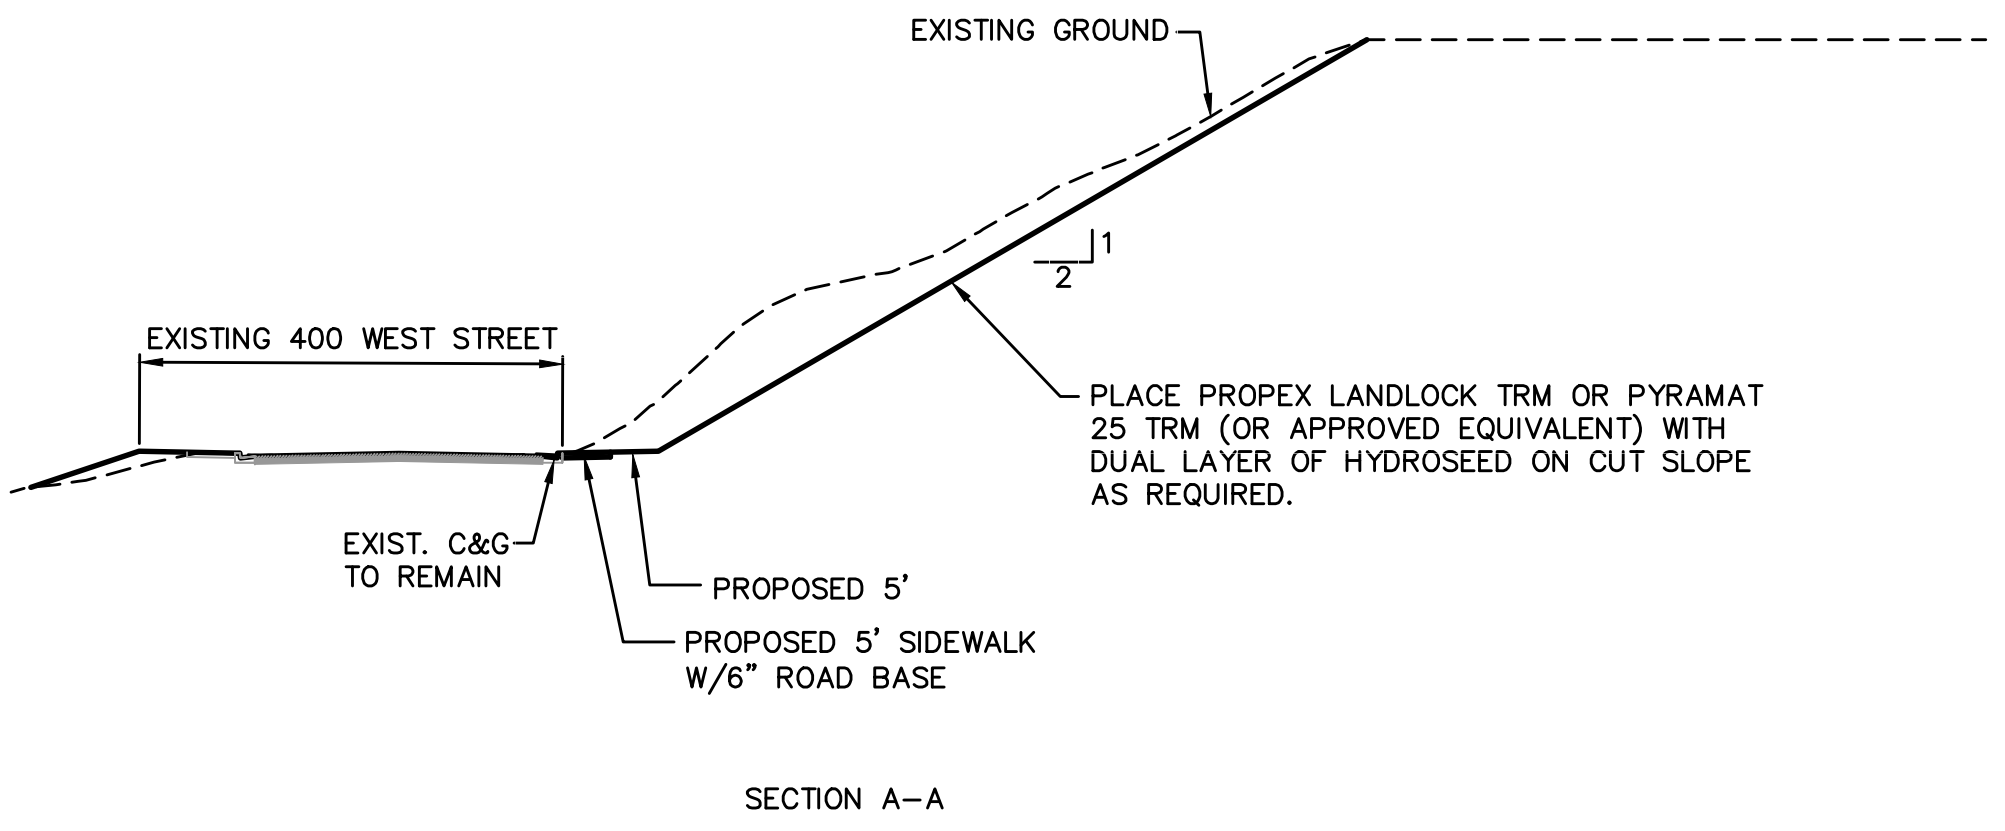 EXISTING GROUND
1
2
EXISTING 400 WEST STREET
PLACE PROPEX LANDLOCK TRM OR PYRAMAT
25 TRM (OR APPROVED EQUIVALENT) WITH
DUAL LAYER OF HYDROSEED ON CUT SLOPE
AS REQUIRED.
EXIST. C&G
TO REMAIN
PROPOSED 5'
PROPOSED 5' SIDEWALK
W/6" ROAD BASE
SECTION A-A